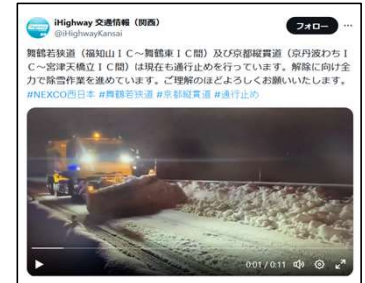 iHighway 交通情報（関西）
@iHighwayKansai
フォロー
舞鶴若狭道（福知山ＩＣ～舞鶴東ＩＣ間）及び京都縦貫道（京丹波わちＩ
Ｃ～宮津天橋立ＩＣ間）は現在も通行止めを行っています。解除に向け全
力で除雪作業を進めています。ご理解のほどよろしくお願いいたします。
#NEXCO西日本 #舞鶴若狭道 #京都縦貫道 #通行止め
0:01 / 0:11